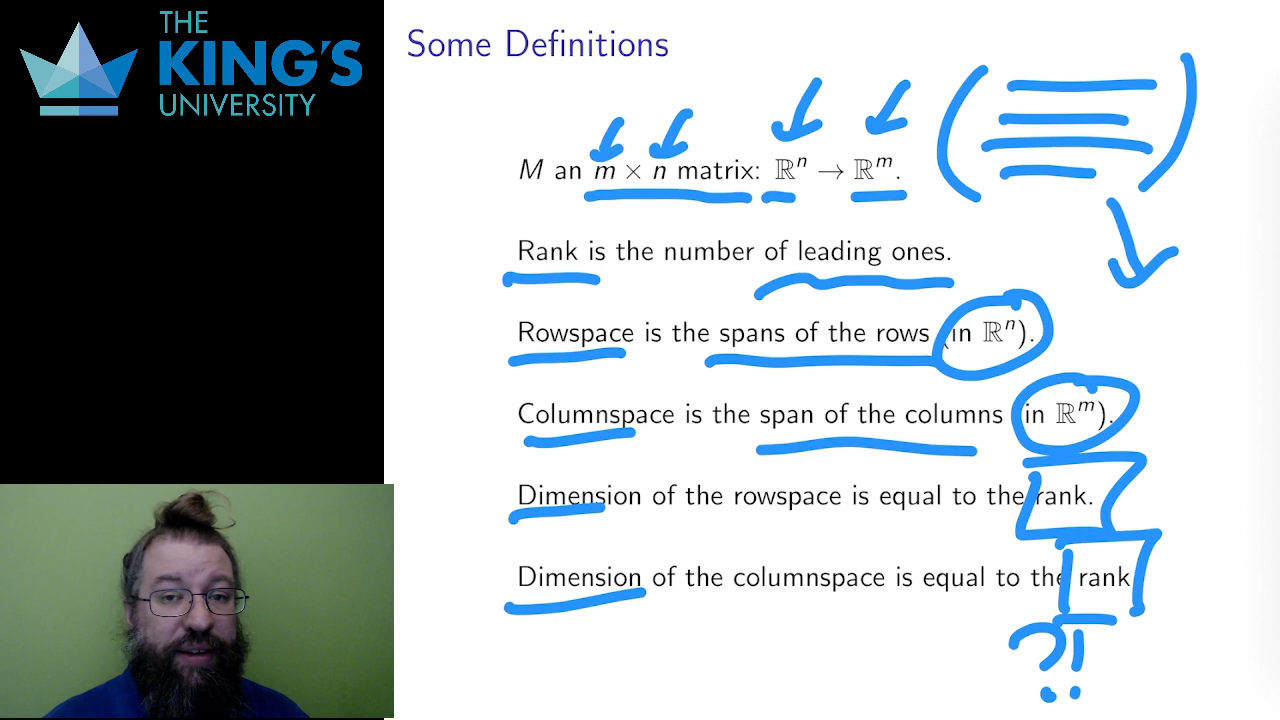 THE
KING'S
UNIVERSITY
Some Definitions
M an m × n matrix: ℝⁿ → ℝᵐ.
Rank is the number of leading ones.
Rowspace is the spans of the rows (in ℝⁿ).
Columnspace is the span of the columns (in ℝᵐ).
Dimension of the rowspace is equal to the rank.
Dimension of the columnspace is equal to the rank
?!